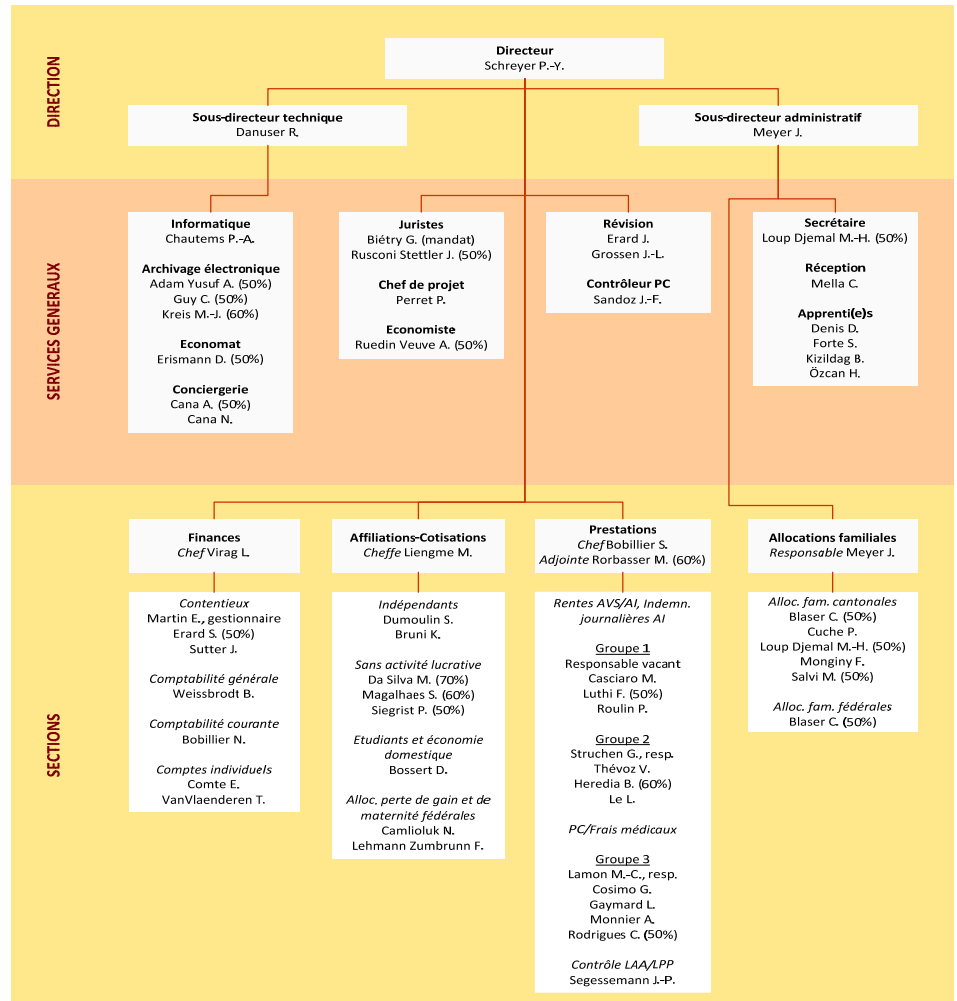 DIRECTION
Directeur
Schreyer P.-Y.
Sous-directeur technique
Danuser R.
Sous-directeur administratif
Meyer J.
SERVICES GENERAUX
Informatique
Chautems P.-A.
Archivage électronique
Adam Yusuf A. (50%)
Guy C. (50%)
Kreis M.-J. (60%)
Economat
Erismann D. (50%)
Conciergerie
Cana A. (50%)
Cana N.
Juristes
Biétry G. (mandat)
Rusconi Stettler J. (50%)
Chef de projet
Perret P.
Economiste
Ruedin Veuve A. (50%)
Révision
Erard J.
Grossen J.-L.
Contrôleur PC
Sandoz J.-F.
Secrétaire
Loup Djemal M.-H. (50%)
Réception
Mella C.
Apprenti(e)s
Denis D.
Forte S.
Kizildag B.
Özcan H.
SECTIONS
Finances
Chef Virag L.
Contentieux
Martin E., gestionnaire
Erard S. (50%)
Sutter J.
Comptabilité générale
Weissbrodt B.
Comptabilité courante
Bobillier N.
Comptes individuels
Comte E.
VanVlaenderen T.
Affiliations-Cotisations
Cheffe Liengme M.
Indépendants
Dumoulin S.
Bruni K.
Sans activité lucrative
Da Silva M. (70%)
Magalhaes S. (60%)
Siegrist P. (50%)
Etudiants et économie
domestique
Bossert D.
Alloc. perte de gain et de
maternité fédérales
Camlioluk N.
Lehmann Zumbrunn F.
Prestations
Chef Bobillier S.
Adjointe Rorbasser M. (60%)
Rentes AVS/AI, Indemn.
journalières AI
Groupe 1
Responsable vacant
Casciaro M.
Luthi F. (50%)
Roulin P.
Groupe 2
Struchen G., resp.
Thévoz V.
Heredia B. (60%)
Le L.
PC/Frais médicaux
Groupe 3
Lamon M.-C., resp.
Cosimo G.
Gaymard L.
Monnier A.
Rodrigues C. (50%)
Contrôle LAA/LPP
Segessemann J.-P.
Allocations familiales
Responsable Meyer J.
Alloc. fam. cantonales
Blaser C. (50%)
Cuche P.
Loup Djemal M.-H. (50%)
Monginy F.
Salvi M. (50%)
Alloc. fam. fédérales
Blaser C. (50%)